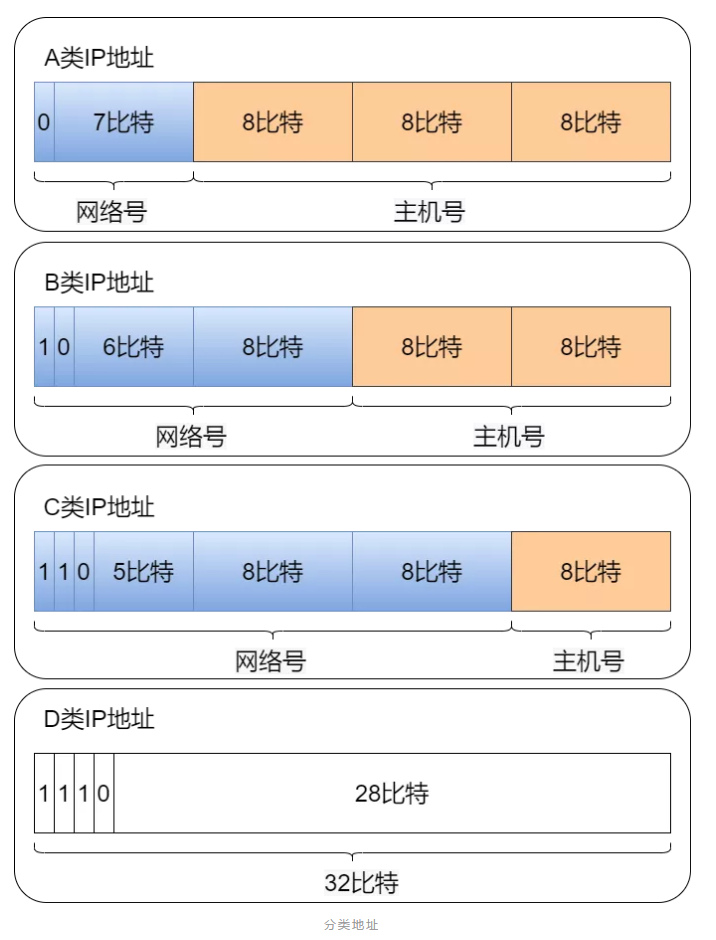 A类IP地址
0 7比特 8比特 8比特 8比特
网络号 主机号
B类IP地址
1 0 6比特 8比特 8比特 8比特
网络号 主机号
C类IP地址
1 1 0 5比特 8比特 8比特 8比特
网络号 主机号
D类IP地址
1 1 1 0 28比特
32比特
分类地址